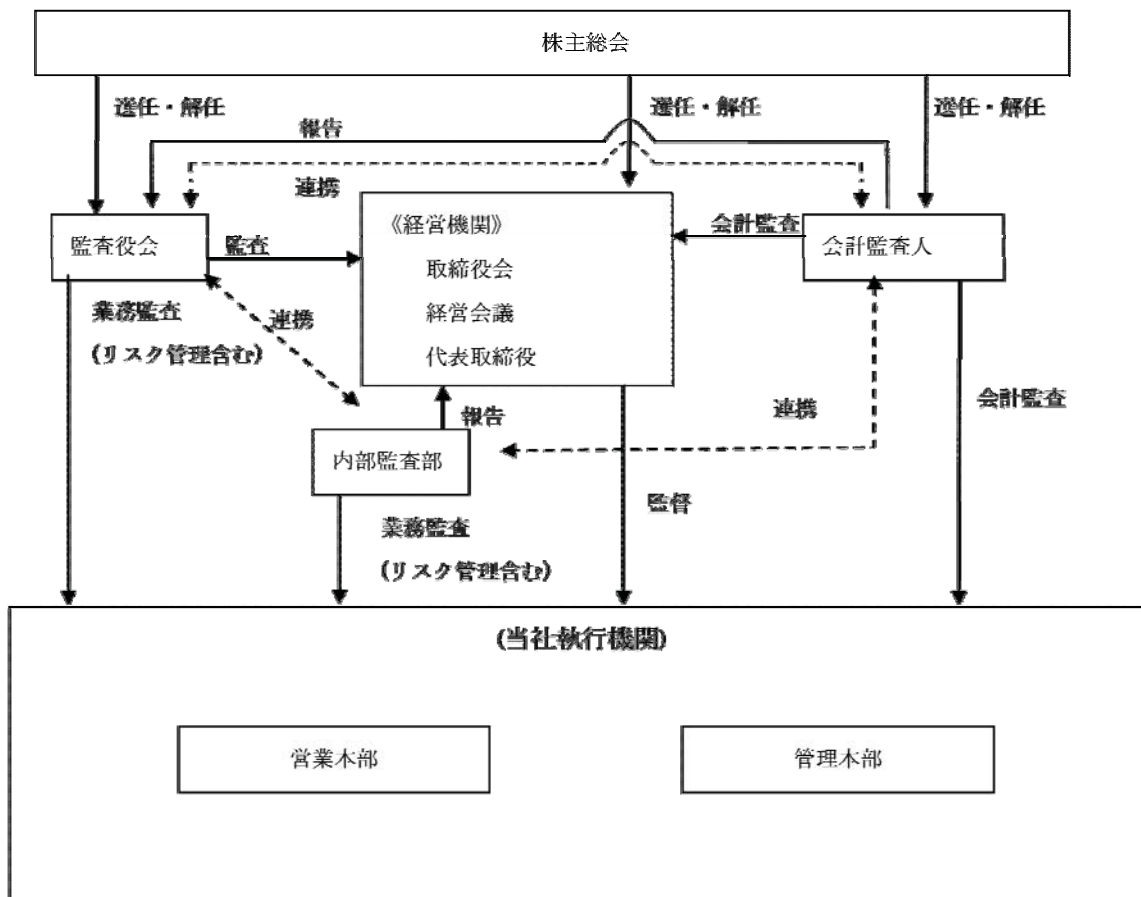 株主総会
選任・解任
選任・解任
選任・解任
報告
連携
監査役会
監査
《経営機関》
取締役会
経営会議
代表取締役
会計監査
会計監査人
業務監査
(リスク管理含む)
連携
報告
連携
会計監査
内部監査部
業務監査
(リスク管理含む)
監督
(当社執行機関)
営業本部
管理本部